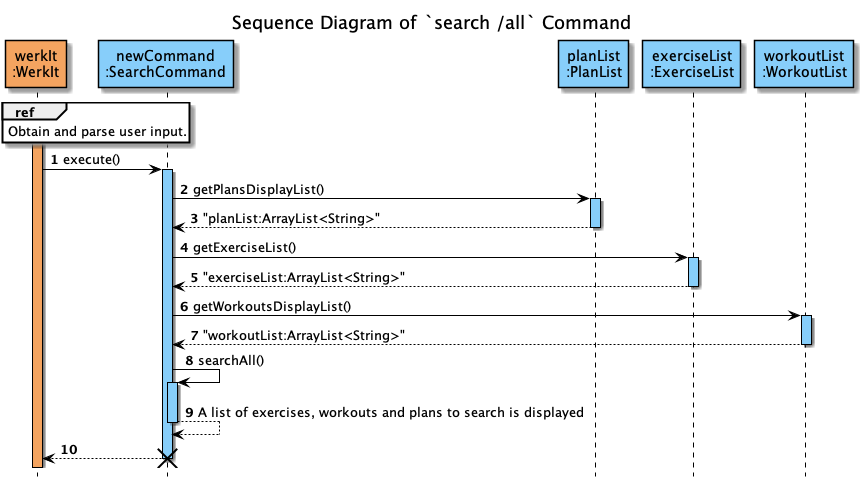 Sequence Diagram of `search /all` Command
werkIt
:WerkIt
newCommand
:SearchCommand
planList
:PlanList
exerciseList
:ExerciseList
workoutList
:WorkoutList
ref
Obtain and parse user input.
1 execute()
2 getPlansDisplayList()
3 "planList:ArrayList<String>"
4 getExerciseList()
5 "exerciseList:ArrayList<String>"
6 getWorkoutsDisplayList()
7 "workoutList:ArrayList<String>"
8 searchAll()
9 A list of exercises, workouts and plans to search is displayed
10